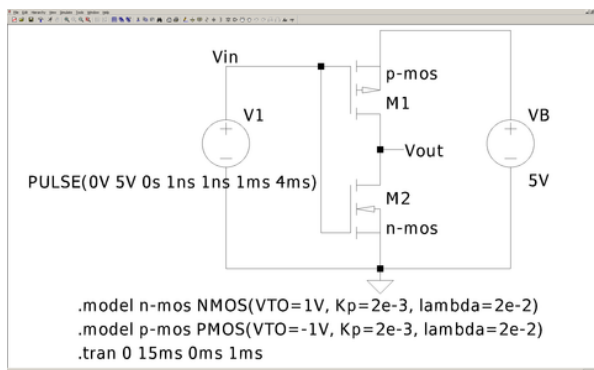 Vin
p-mos
M1
V1
VB
Vout
PULSE(0V 5V 0s 1ns 1ns 1ms 4ms)
5V
M2
n-mos
.model n-mos NMOS(VTO=1V, Kp=2e-3, lambda=2e-2)
.model p-mos PMOS(VTO=-1V, Kp=2e-3, lambda=2e-2)
.tran 0 15ms 0ms 1ms